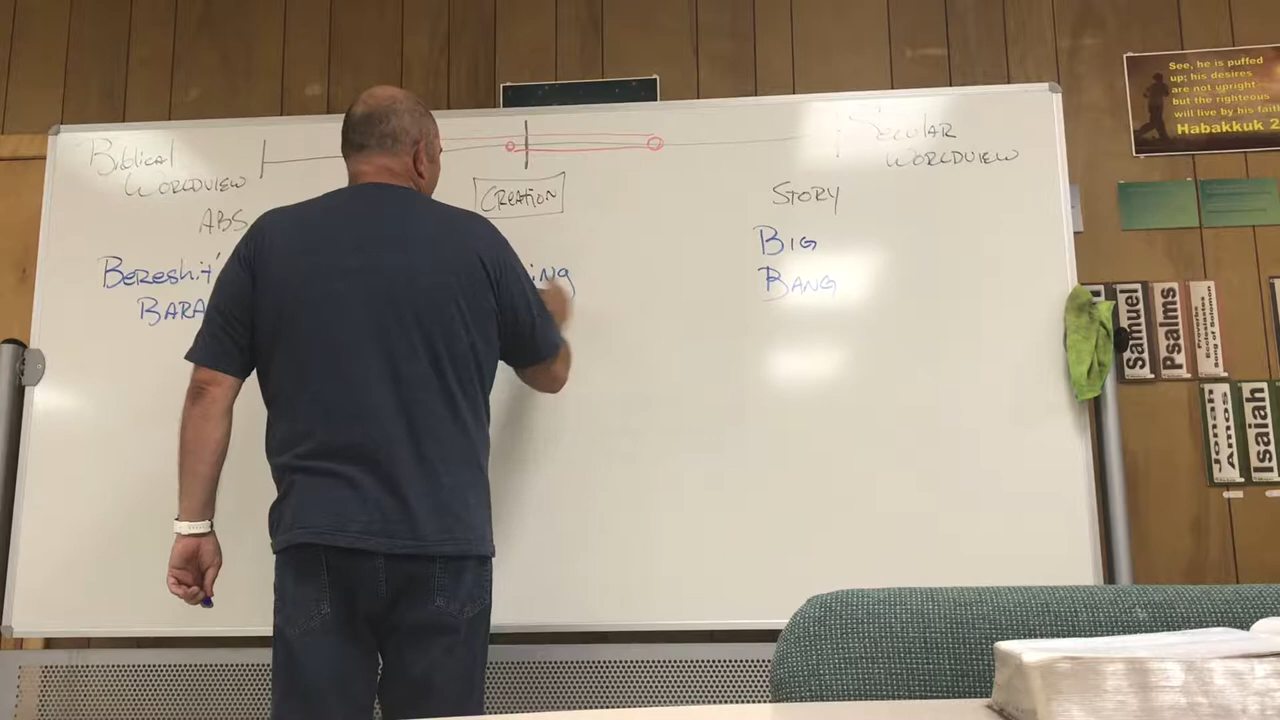 Biblical
Worldview
ABS
Bereshit'
BARA
ing
CREATION
STORY
BIG
BANG
Secular
Worldview
See, he is puffed
up; his desires
are not upright
but the righteous
will live by his faith
Habakkuk 2
Samuel
Psalms
Proverbs
Ecclesiastes
Song of Solomon
Jonah
Amos
Isaiah